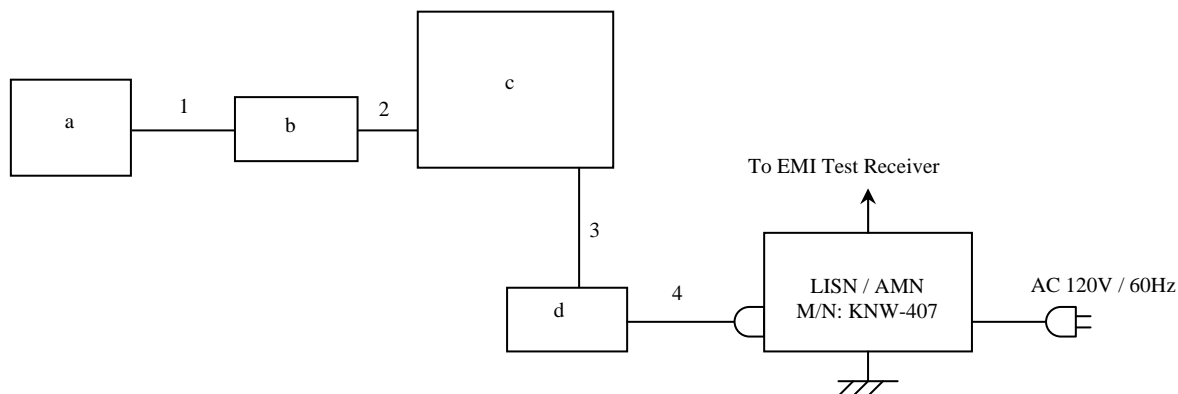 c
1
2
a
b
To EMI Test Receiver
3
LISN / AMN
AC 120V / 60Hz
4
d
M/N: KNW-407